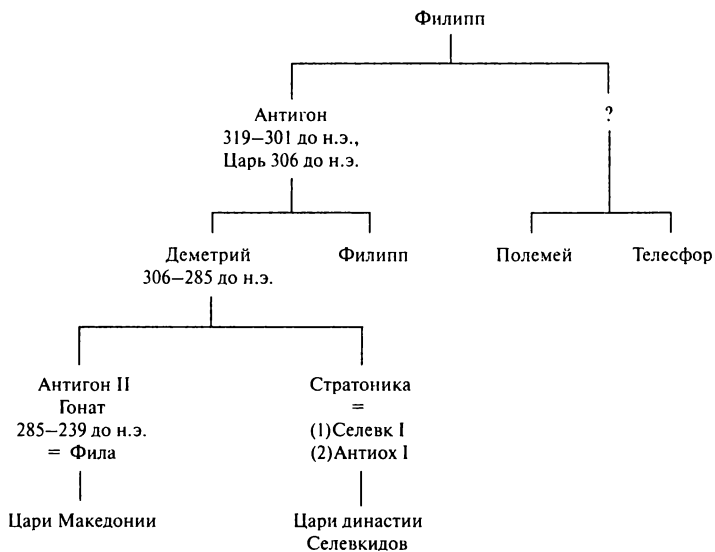 Филипп
Антигон
319–301 до н.э.,
Царь 306 до н.э.
?
Деметрий
306–285 до н.э.
Филипп
Полемей
Телесфор
Антигон II
Гонат
285–239 до н.э.
= Фила
Стратоника
=
(1)Селевк I
(2)Антиох I
Цари Македонии
Цари династии
Селевкидов